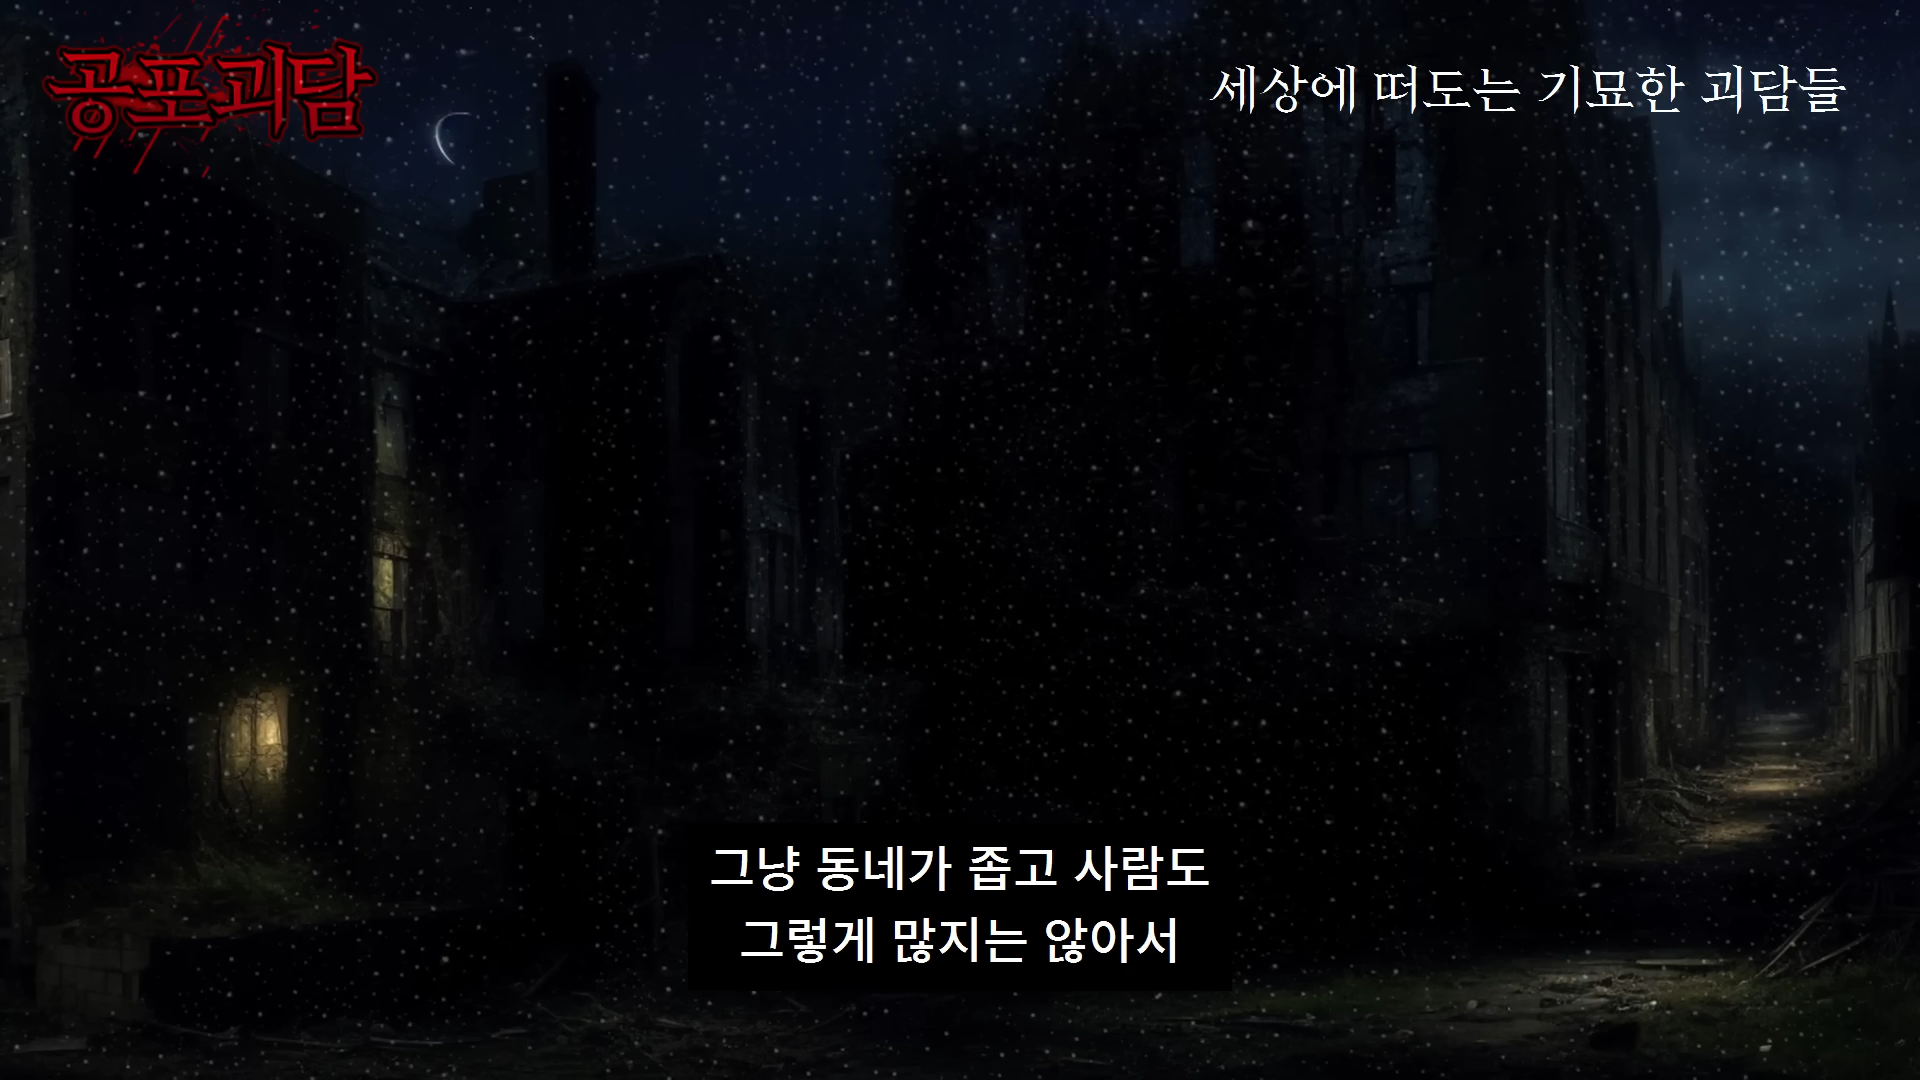 공포괴담
세상에 떠도는 기묘한 괴담들
그냥 동네가 좁고 사람도
그렇게 많지는 않아서